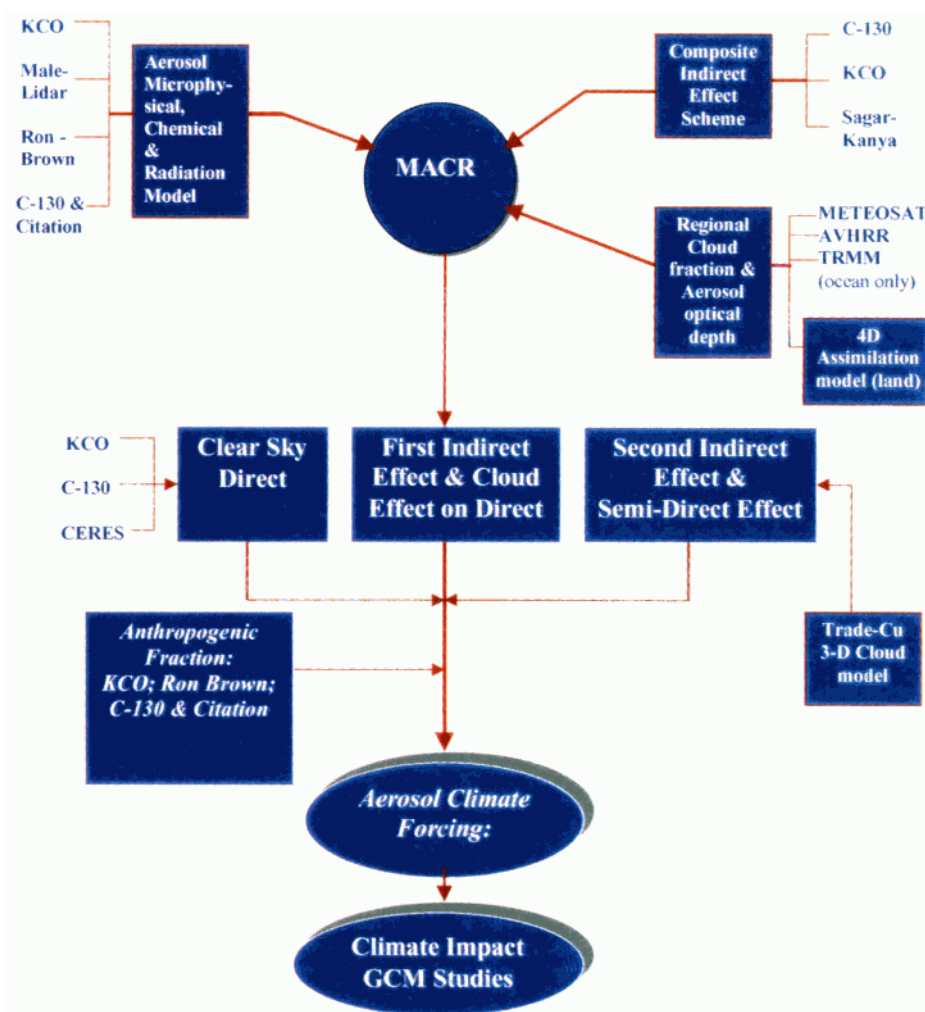 KCO
Male-
Lidar
Ron -
Brown
C-130 &
Citation
Aerosol
Microphy-
sical,
Chemical
&
Radiation
Model
MACR
Composite
Indirect
Effect
Scheme
C-130
KCO
Sagar-
Kanya
Regional
Cloud
fraction &
Aerosol
optical
depth
METEOSAT
AVHRR
TRMM
(ocean only)
4D
Assimilation
model (land)
KCO
C-130
CERES
Clear Sky
Direct
First Indirect
Effect & Cloud
Effect on Direct
Second Indirect
Effect &
Semi-Direct Effect
Anthropogenic
Fraction:
KCO; Ron Brown;
C-130 & Citation
Trade-Cu
3-D Cloud
model
Aerosol Climate
Forcing:
Climate Impact
GCM Studies